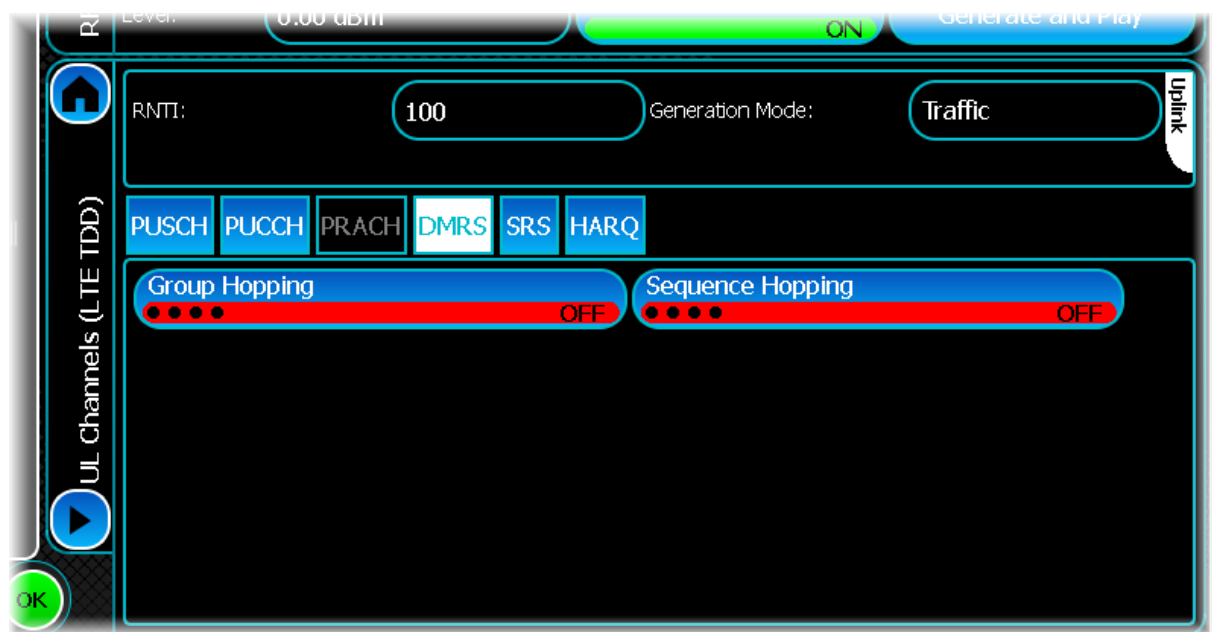 Level:
0.00 dBm
ON
Generate and Play
RNTI:
100
Generation Mode:
Traffic
Uplink
UL Channels (LTE TDD)
PUSCH PUCCH PRACH DMRS SRS HARQ
Group Hopping
OFF
Sequence Hopping
OFF
OK